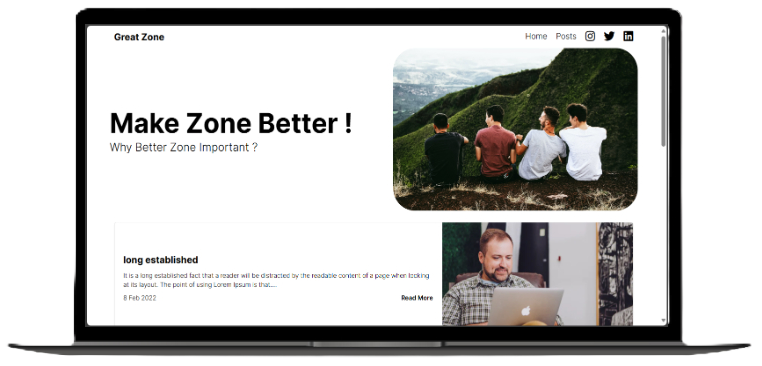 Great Zone
Home Posts
Make Zone Better !
Why Better Zone Important ?
long established
It is a long established fact that a reader will be distracted by the readable content of a page when looking
at its layout. The point of using Lorem Ipsum is that....
8 Feb 2022 Read More